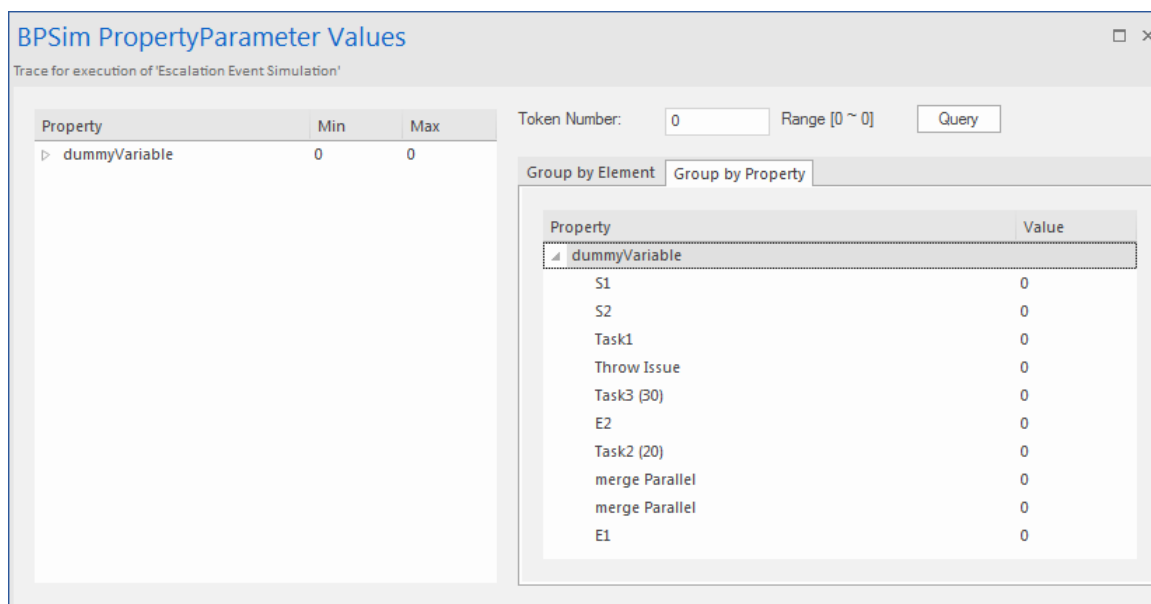 BPSim PropertyParameter Values
Trace for execution of 'Escalation Event Simulation'
Property Min Max
dummyVariable 0 0
Token Number: 0 Range [0 ~ 0] Query
Group by Element Group by Property
Property Value
dummyVariable
S1 0
S2 0
Task1 0
Throw Issue 0
Task3 (30) 0
E2 0
Task2 (20) 0
merge Parallel 0
merge Parallel 0
E1 0